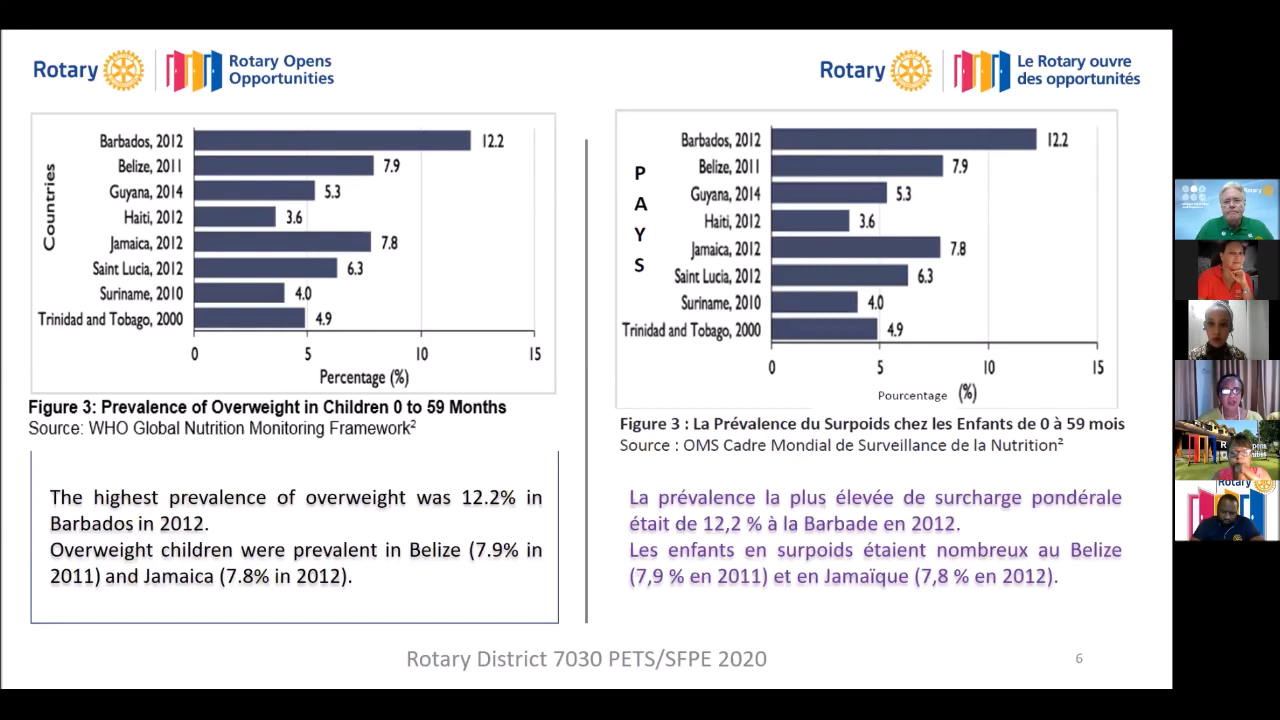 Rotary
Rotary Opens
Opportunities
Rotary
Le Rotary ouvre
des opportunités
Countries
Barbados, 2012 12.2
Belize, 2011 7.9
Guyana, 2014 5.3
Haiti, 2012 3.6
Jamaica, 2012 7.8
Saint Lucia, 2012 6.3
Suriname, 2010 4.0
Trinidad and Tobago, 2000 4.9
0 5 10 15
Percentage (%)
Figure 3: Prevalence of Overweight in Children 0 to 59 Months
Source: WHO Global Nutrition Monitoring Framework²
The highest prevalence of overweight was 12.2% in
Barbados in 2012.
Overweight children were prevalent in Belize (7.9% in
2011) and Jamaica (7.8% in 2012).
PAYS
Barbados, 2012 12.2
Belize, 2011 7.9
Guyana, 2014 5.3
Haiti, 2012 3.6
Jamaica, 2012 7.8
Saint Lucia, 2012 6.3
Suriname, 2010 4.0
Trinidad and Tobago, 2000 4.9
0 5 10 15
Pourcentage (%)
Figure 3 : La Prévalence du Surpoids chez les Enfants de 0 à 59 mois
Source : OMS Cadre Mondial de Surveillance de la Nutrition²
La prévalence la plus élevée de surcharge pondérale
était de 12,2 % à la Barbade en 2012.
Les enfants en surpoids étaient nombreux au Belize
(7,9 % en 2011) et en Jamaïque (7,8 % en 2012).
Rotary District 7030 PETS/SFPE 2020
6
Rotary
Rotary